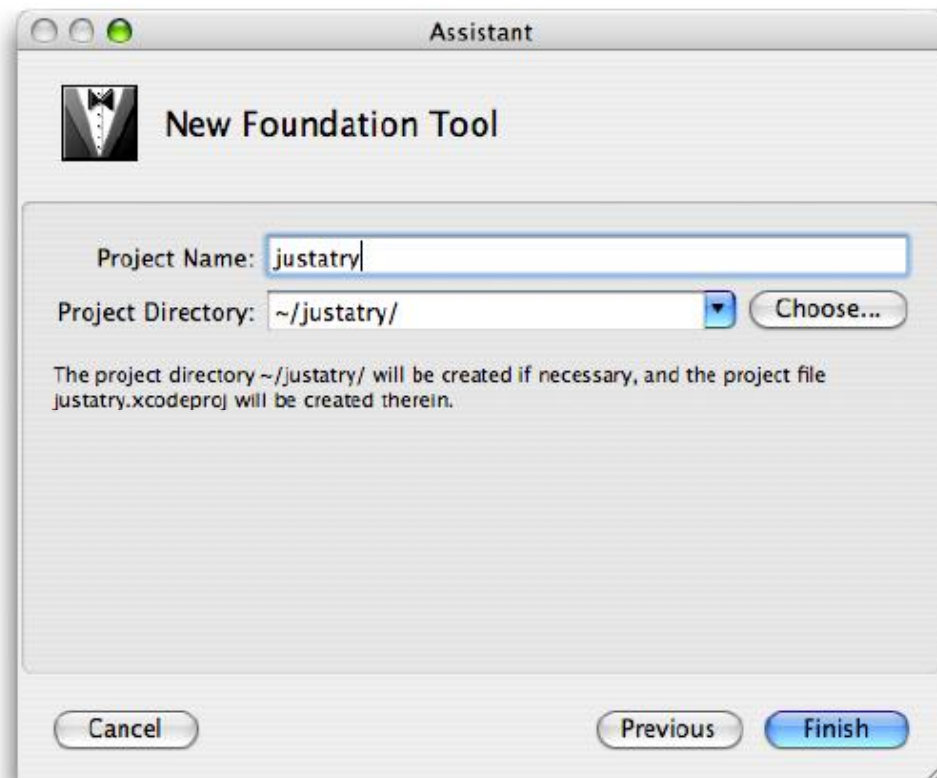 Assistant
New Foundation Tool
Project Name: justatry
Project Directory: ~/justatry/ Choose...
The project directory ~/justatry/ will be created if necessary, and the project file
justatry.xcodeproj will be created therein.
Cancel Previous Finish